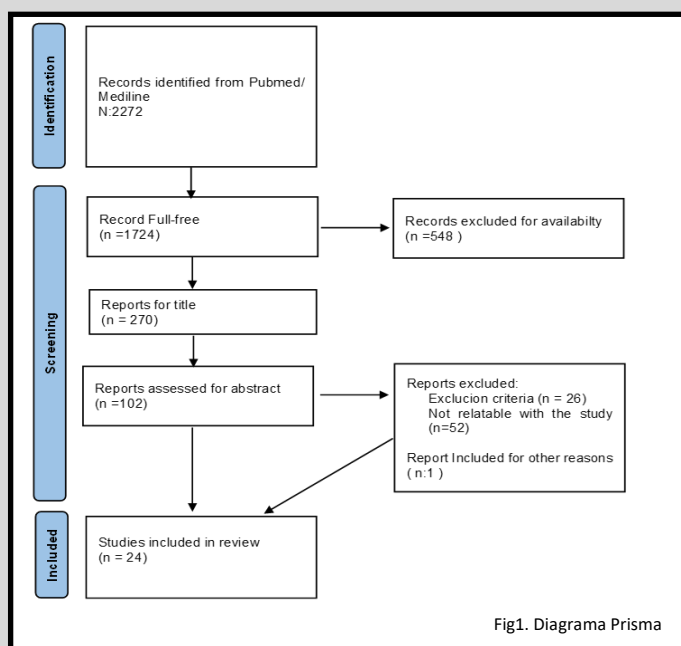 Identification
Records identified from Pubmed/
Mediline
N:2272
Screening
Record Full-free
(n =1724)
Records excluded for availabilty
(n =548 )
Reports for title
(n = 270)
Reports assessed for abstract
(n =102)
Reports excluded:
Exclucion criteria (n = 26)
Not relatable with the study
(n=52)
Report Included for other reasons
( n:1 )
Included
Studies included in review
(n = 24)
Fig1. Diagrama Prisma